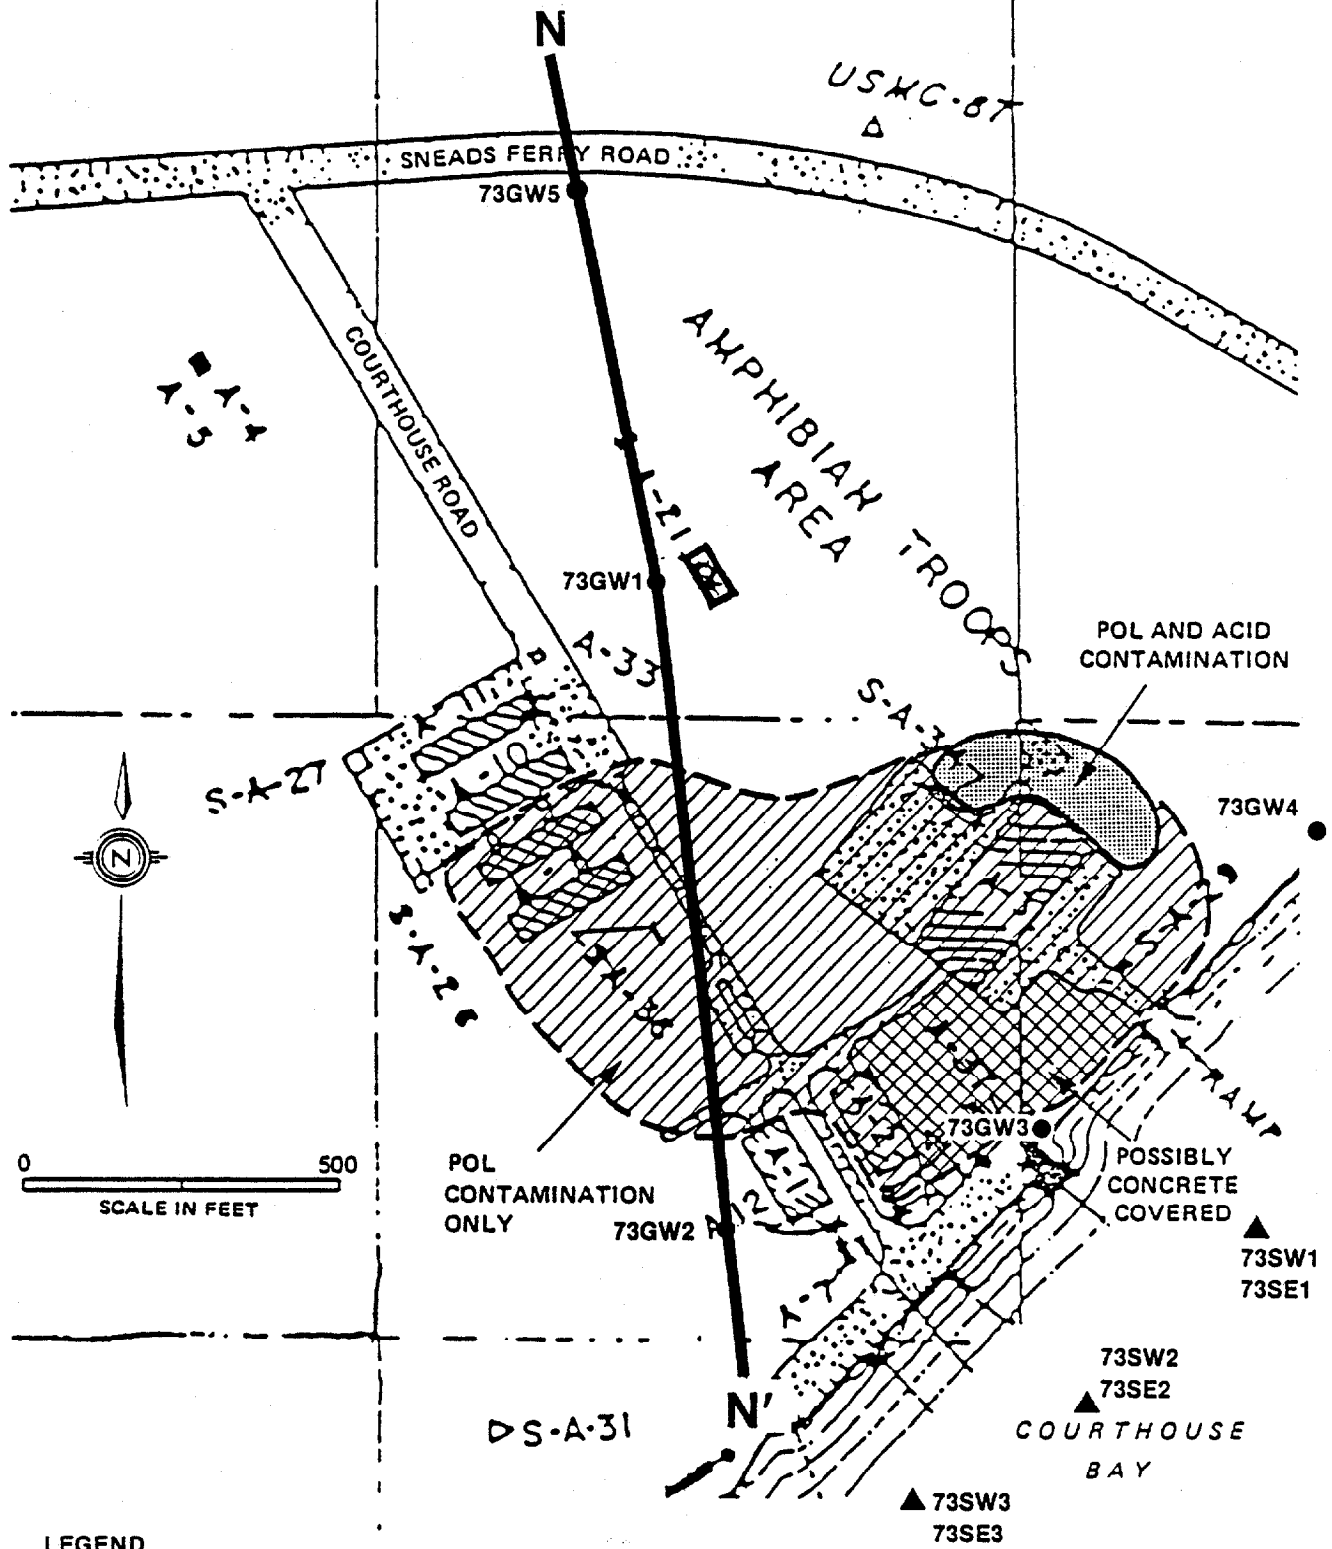 N
USMC-8T
SNEADS FERRY ROAD
73GW5
COURTHOUSE ROAD
AMPHIBIAN TROOPS
AREA
A-5
A-4
73GW1
A-33
POL AND ACID
CONTAMINATION
S-A-27
73GW4
N
0 500
SCALE IN FEET
POL
CONTAMINATION
ONLY
73GW2
A-12
73GW3
RAMP
POSSIBLY
CONCRETE
COVERED
73SW1
73SE1
73SW2
73SE2
COURTHOUSE
BAY
N'
S-A-31
73SW3
73SE3
LEGEND